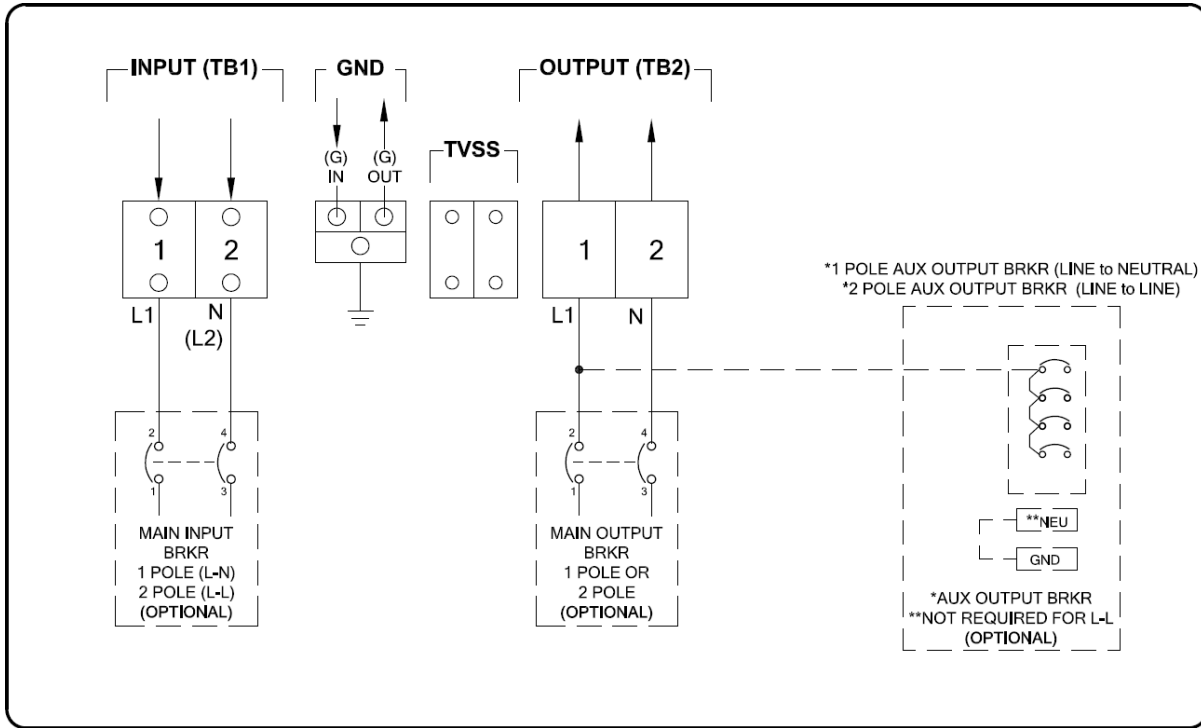 INPUT (TB1)
GND
OUTPUT (TB2)
TVSS
(G)
IN
(G)
OUT
1
2
1
2
L1
N
(L2)
L1
N
*1 POLE AUX OUTPUT BRKR (LINE to NEUTRAL)
*2 POLE AUX OUTPUT BRKR (LINE to LINE)
2
4
1
3
MAIN INPUT
BRKR
1 POLE (L-N)
2 POLE (L-L)
(OPTIONAL)
2
4
1
3
MAIN OUTPUT
BRKR
1 POLE OR
2 POLE
(OPTIONAL)
**NEU
GND
*AUX OUTPUT BRKR
**NOT REQUIRED FOR L-L
(OPTIONAL)